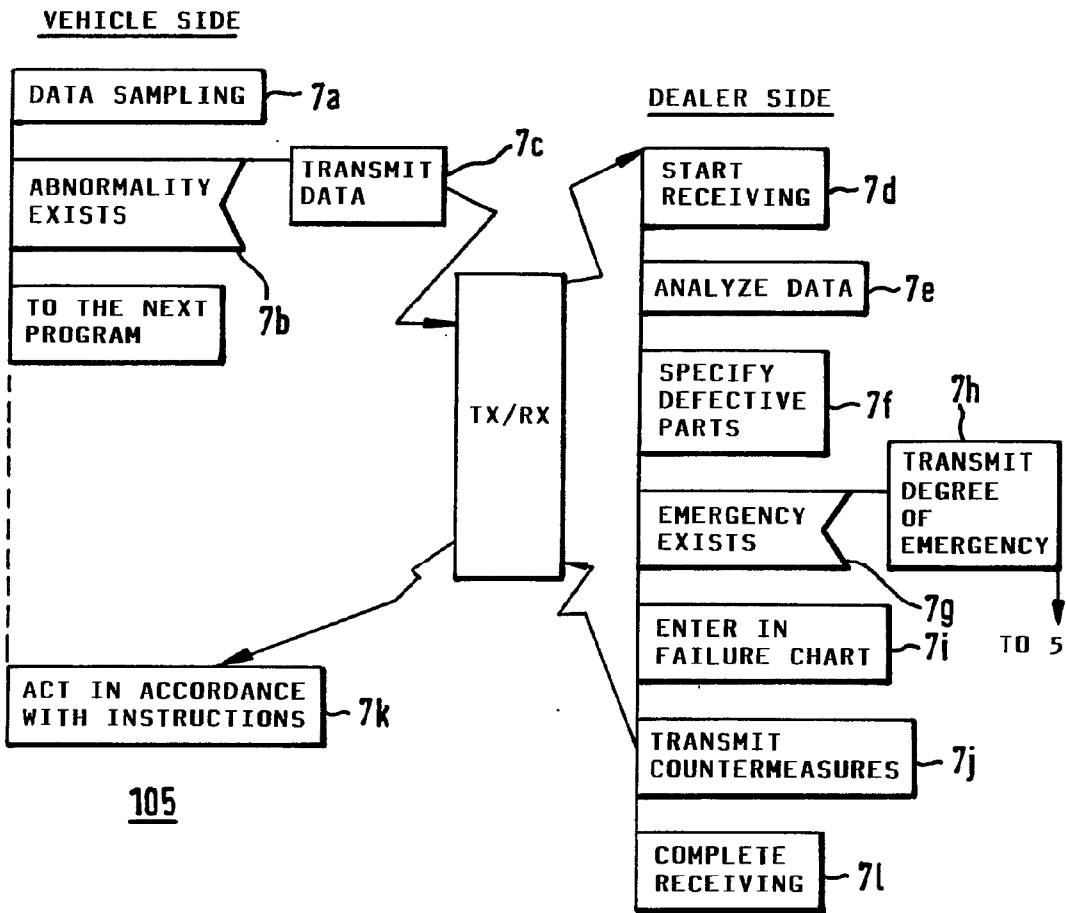 VEHICLE SIDE
DATA SAMPLING
7a
ABNORMALITY
EXISTS
7b
TRANSMIT
DATA
7c
TO THE NEXT
PROGRAM
TX/RX
ACT IN ACCORDANCE
WITH INSTRUCTIONS
7k
105
DEALER SIDE
START
RECEIVING
7d
ANALYZE DATA
7e
SPECIFY
DEFECTIVE
PARTS
7f
EMERGENCY
EXISTS
7g
7h
TRANSMIT
DEGREE
OF
EMERGENCY
TO 5
ENTER IN
FAILURE CHART
7i
TRANSMIT
COUNTERMEASURES
7j
COMPLETE
RECEIVING
7l